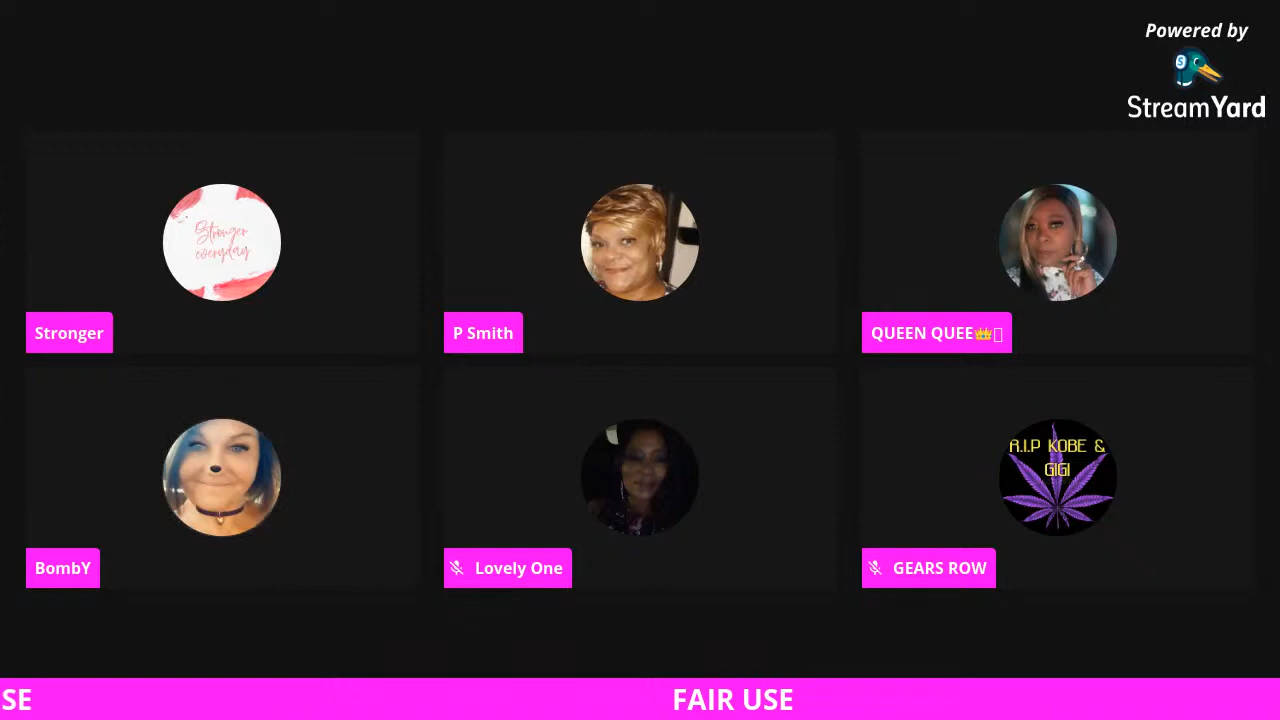 Powered by
StreamYard
Stronger
everyday
Stronger
P Smith
QUEEN QUEE👑
A.I.P KOBE &
GIGI
BombY
Lovely One
GEARS ROW
SE
FAIR USE